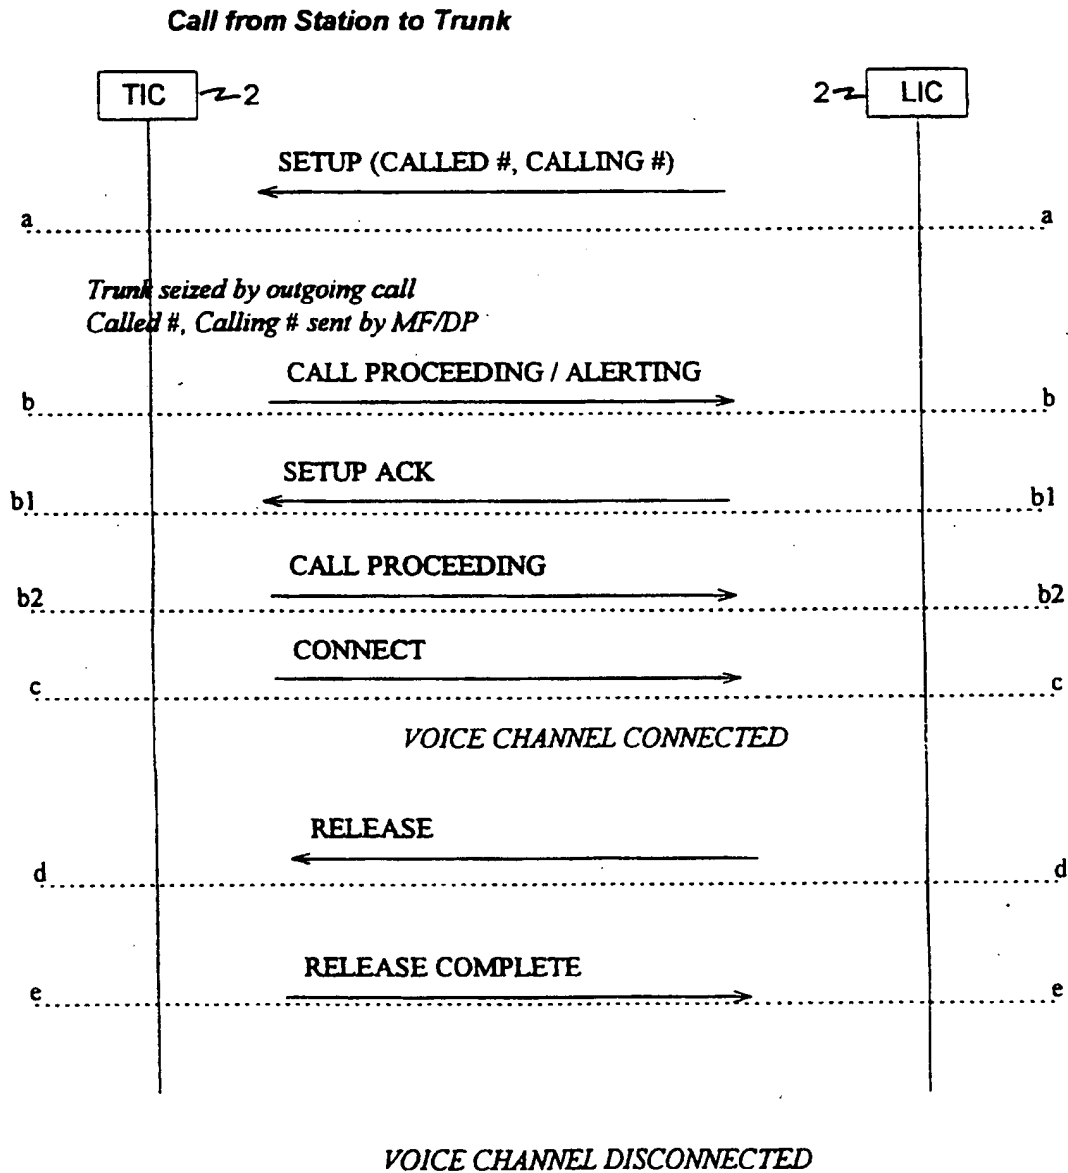 Call from Station to Trunk
TIC 2 2 LIC
SETUP (CALLED #, CALLING #)
a a
Trunk seized by outgoing call
Called #, Calling # sent by MF/DP
CALL PROCEEDING / ALERTING
b b
SETUP ACK
b1 b1
CALL PROCEEDING
b2 b2
CONNECT
c c
VOICE CHANNEL CONNECTED
RELEASE
d d
RELEASE COMPLETE
e e
VOICE CHANNEL DISCONNECTED